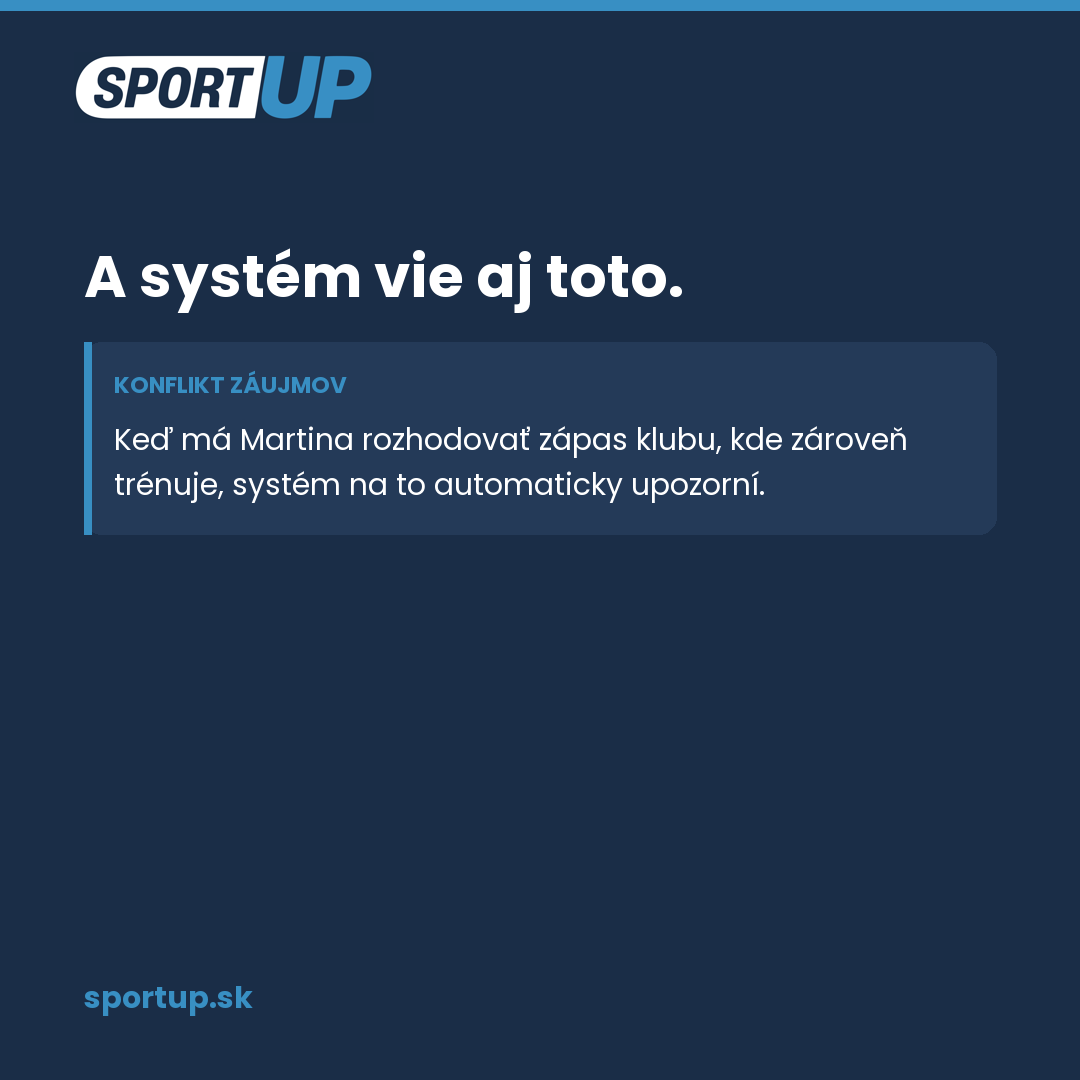 SPORTUP
A systém vie aj toto.
KONFLIKT ZÁUJMOV
Keď má Martina rozhodovať zápas klubu, kde zároveň
trénuje, systém na to automaticky upozorní.
sportup.sk